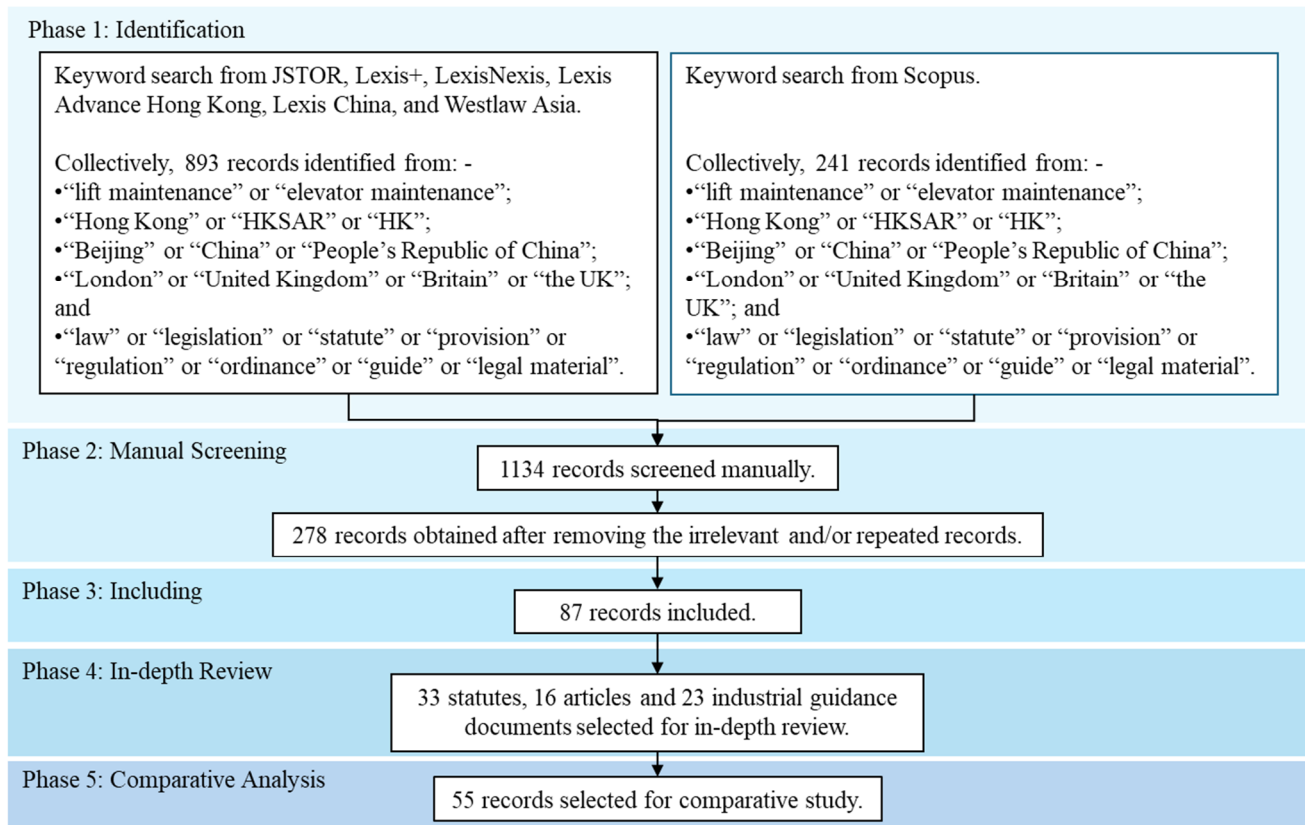 Phase 1: Identification
Keyword search from JSTOR, Lexis+, LexisNexis, Lexis
Advance Hong Kong, Lexis China, and Westlaw Asia.
Collectively, 893 records identified from: -
•“lift maintenance” or “elevator maintenance”;
•“Hong Kong” or “HKSAR” or “HK”;
•“Beijing” or “China” or “People’s Republic of China”;
•“London” or “United Kingdom” or “Britain” or “the UK”;
and
•“law” or “legislation” or “statute” or “provision” or
“regulation” or “ordinance” or “guide” or “legal material”.
Keyword search from Scopus.
Collectively, 241 records identified from: -
•“lift maintenance” or “elevator maintenance”;
•“Hong Kong” or “HKSAR” or “HK”;
•“Beijing” or “China” or “People’s Republic of China”;
•“London” or “United Kingdom” or “Britain” or “the
UK”; and
•“law” or “legislation” or “statute” or “provision” or
“regulation” or “ordinance” or “guide” or “legal material”.
Phase 2: Manual Screening
1134 records screened manually.
278 records obtained after removing the irrelevant and/or repeated records.
Phase 3: Including
87 records included.
Phase 4: In-depth Review
33 statutes, 16 articles and 23 industrial guidance
documents selected for in-depth review.
Phase 5: Comparative Analysis
55 records selected for comparative study.